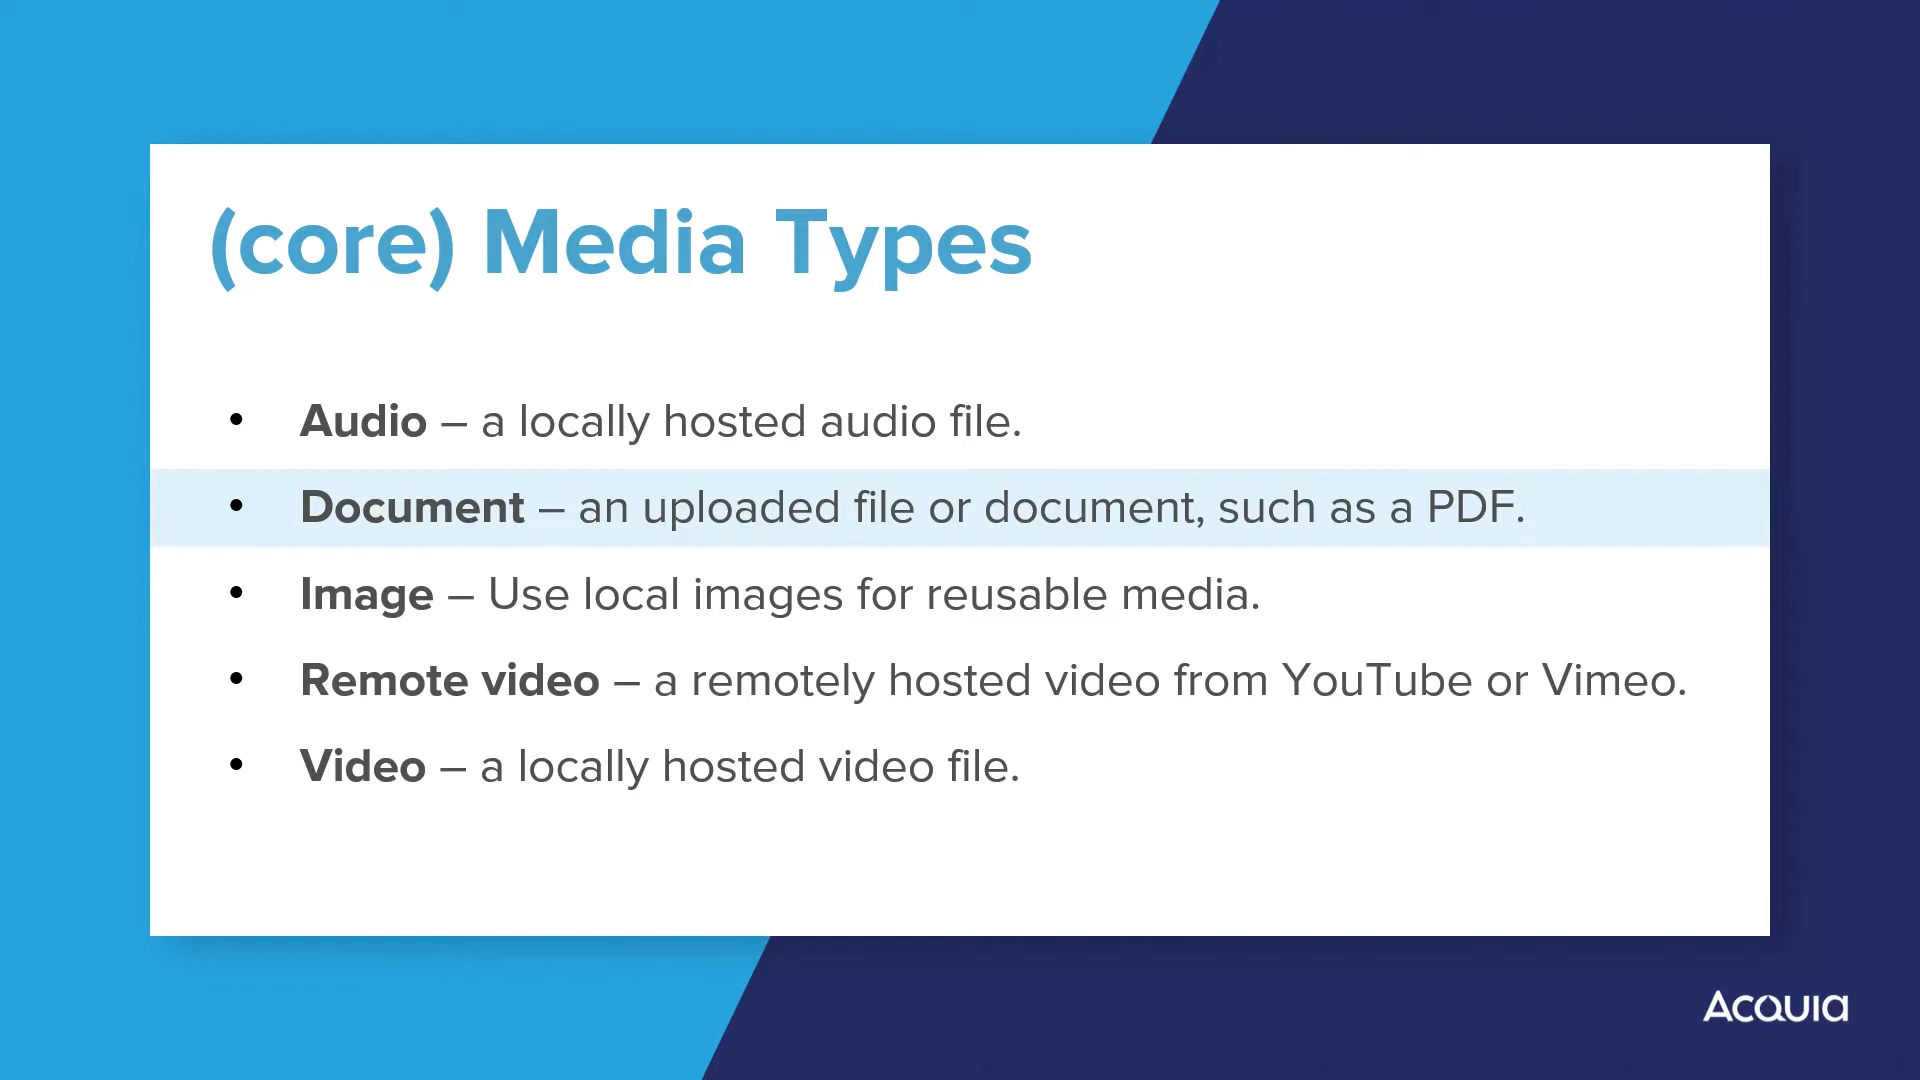 (core) Media Types
• Audio – a locally hosted audio file.
• Document – an uploaded file or document, such as a PDF.
• Image – Use local images for reusable media.
• Remote video – a remotely hosted video from YouTube or Vimeo.
• Video – a locally hosted video file.
Acquia